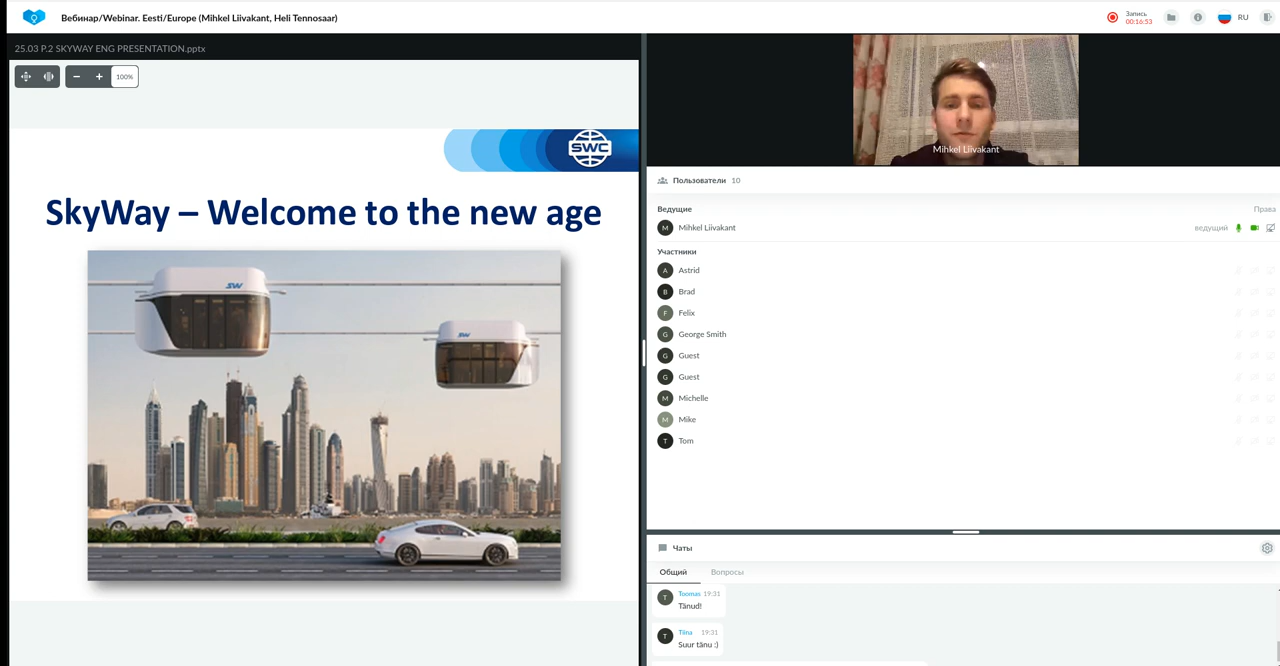 Вебинар/Webinar. Eesti/Europe (Mihkel Liivakant, Heli Tennosaar)
Запись
00:16:53
RU
25.03 P.2 SKYWAY ENG PRESENTATION.pptx
100%
SWC
SkyWay – Welcome to the new age
SW
SW
Mihkel Liivakant
Пользователи 10
Ведущие
Права
M Mihkel Liivakant
ведущий
Участники
A Astrid
B Brad
F Felix
G George Smith
G Guest
G Guest
M Michelle
M Mike
T Tom
Чаты
Общий
Вопросы
T Toomas 19:31
Tänud!
T Tiina 19:31
Suur tänu :)